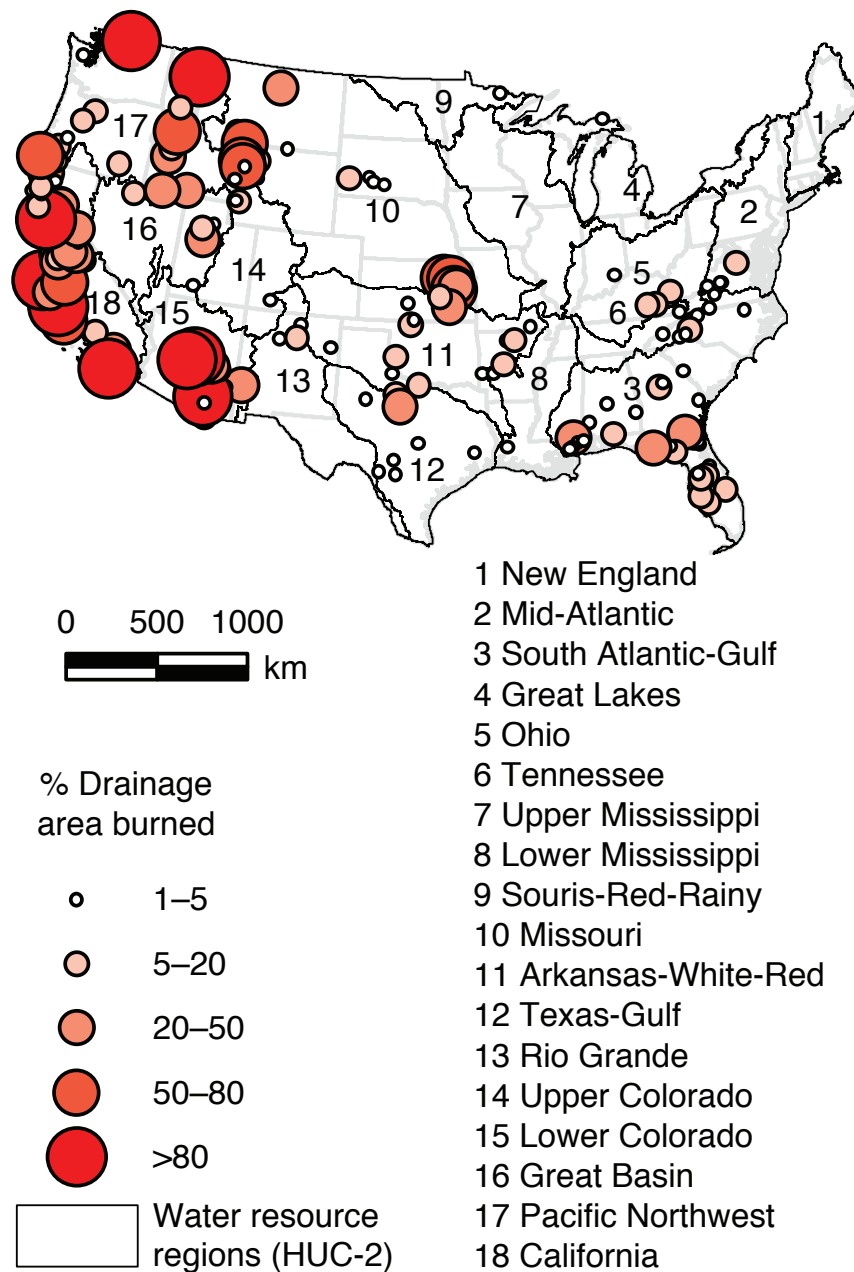 9
1
17
4
10
7
2
16
5
14
6
18
15
11
13
8
3
12
1 New England
0 500 1000
2 Mid-Atlantic
km
3 South Atlantic-Gulf
4 Great Lakes
5 Ohio
6 Tennessee
7 Upper Mississippi
8 Lower Mississippi
9 Souris-Red-Rainy
10 Missouri
11 Arkansas-White-Red
12 Texas-Gulf
13 Rio Grande
14 Upper Colorado
15 Lower Colorado
16 Great Basin
17 Pacific Northwest
18 California
% Drainage
area burned
1–5
5–20
20–50
50–80
>80
Water resource
regions (HUC-2)